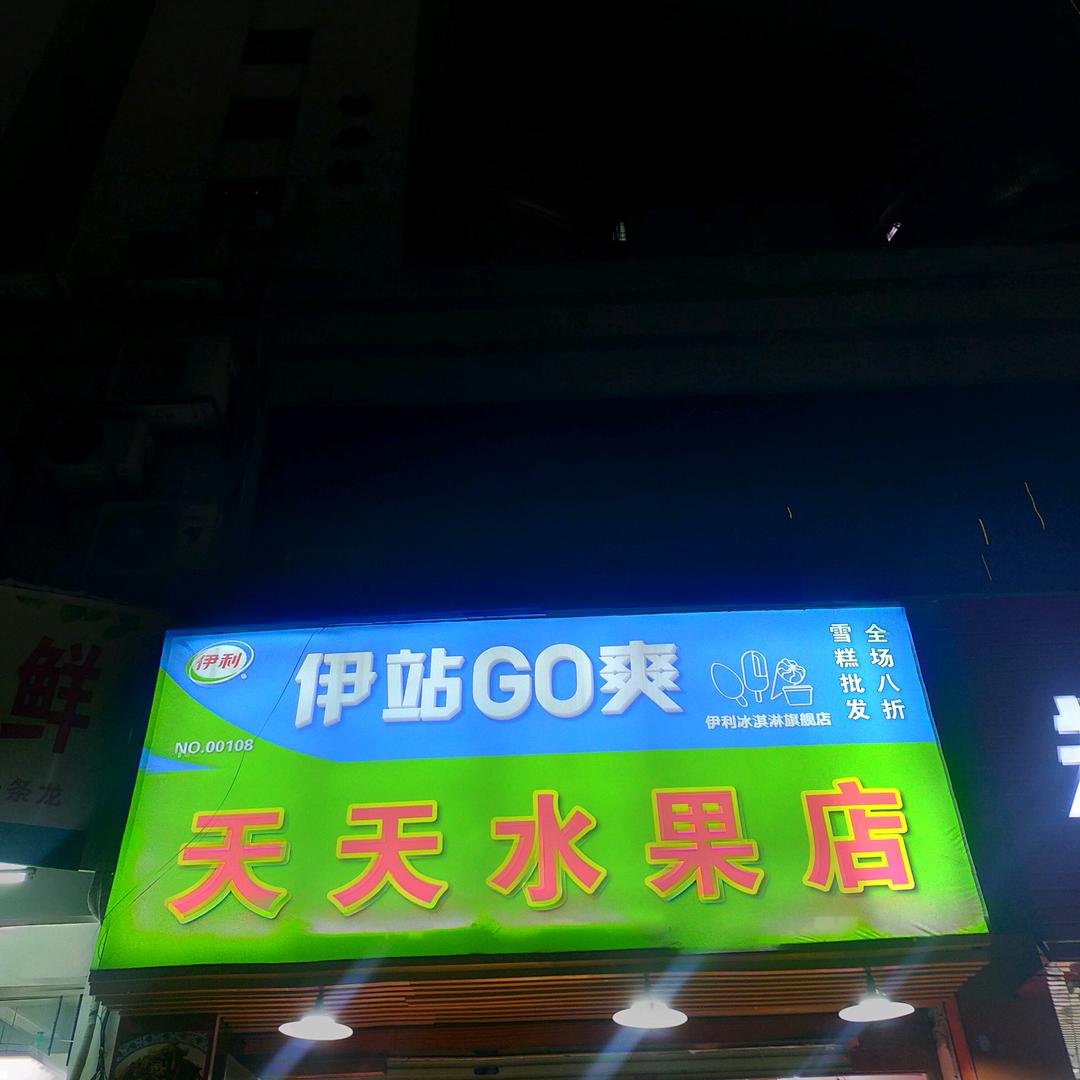 伊利
伊站GO爽
伊利冰淇淋旗舰店
全场八折
雪糕批发
NO.00108
天天水果店
鲜
条龙